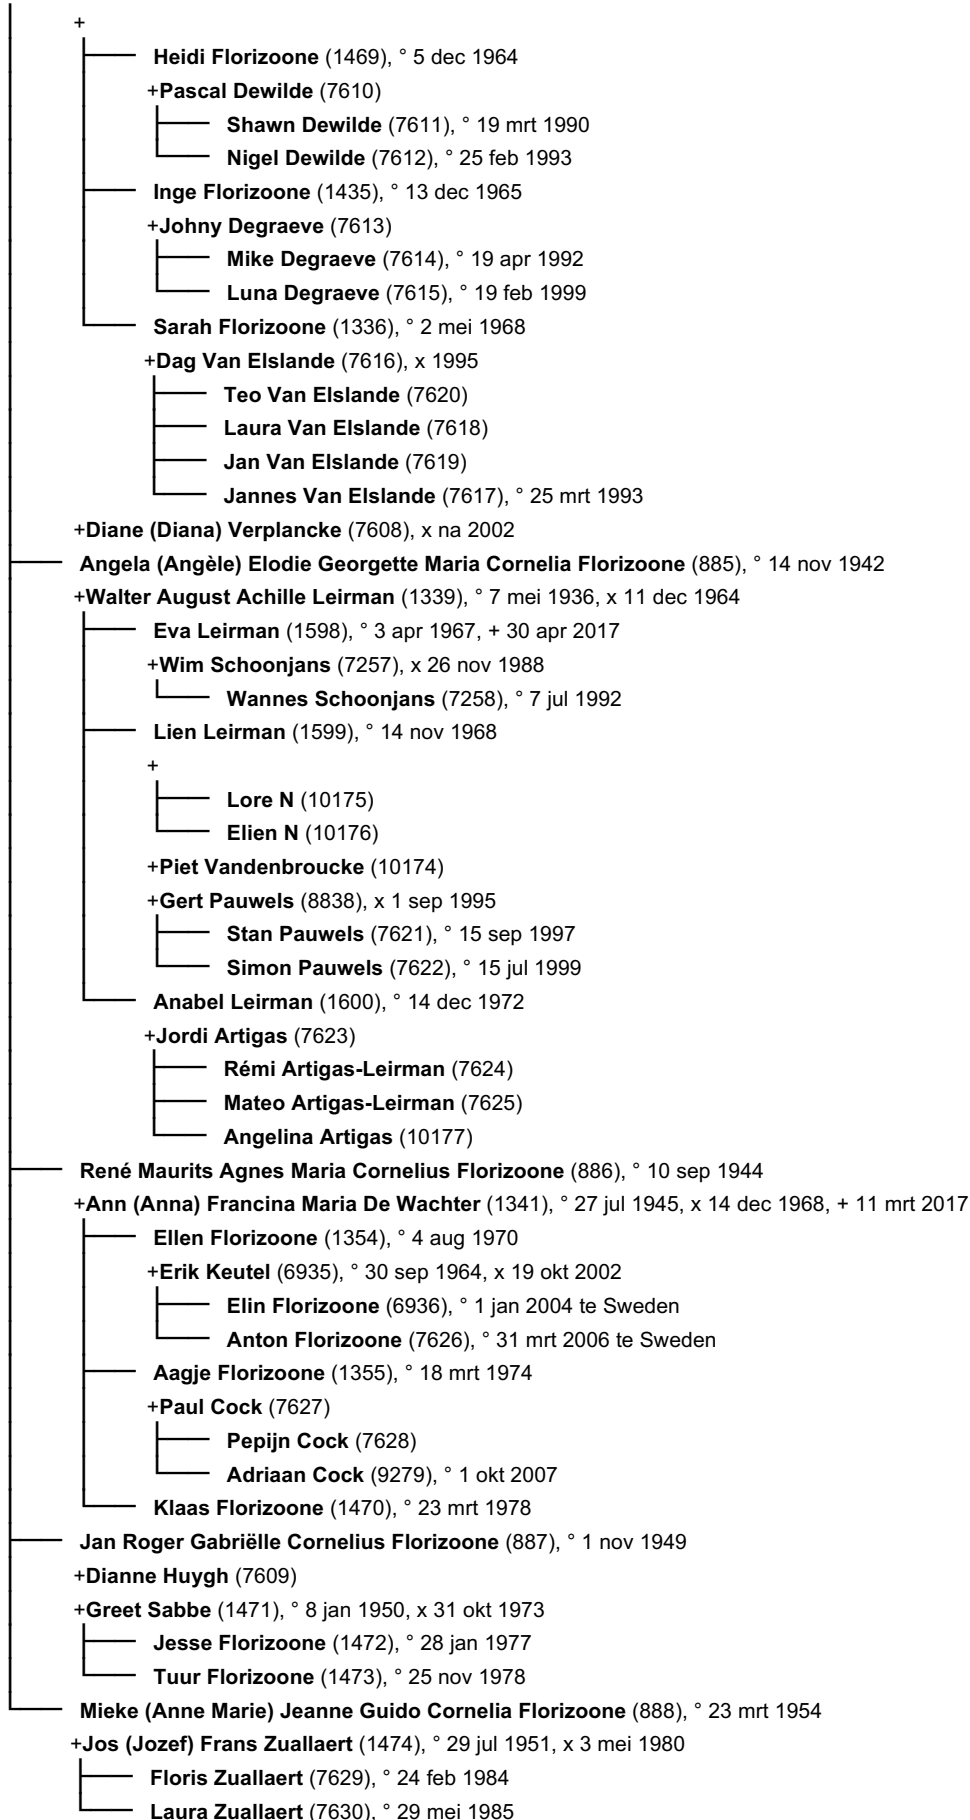 +
Heidi Florizoone (1469), ° 5 dec 1964
+Pascal Dewilde (7610)
Shawn Dewilde (7611), ° 19 mrt 1990
Nigel Dewilde (7612), ° 25 feb 1993
Inge Florizoone (1435), ° 13 dec 1965
+Johny Degraeve (7613)
Mike Degraeve (7614), ° 19 apr 1992
Luna Degraeve (7615), ° 19 feb 1999
Sarah Florizoone (1336), ° 2 mei 1968
+Dag Van Elslande (7616), x 1995
Teo Van Elslande (7620)
Laura Van Elslande (7618)
Jan Van Elslande (7619)
Jannes Van Elslande (7617), ° 25 mrt 1993
+Diane (Diana) Verplancke (7608), x na 2002
Angela (Angèle) Elodie Georgette Maria Cornelia Florizoone (885), ° 14 nov 1942
+Walter August Achille Leirman (1339), ° 7 mei 1936, x 11 dec 1964
Eva Leirman (1598), ° 3 apr 1967, + 30 apr 2017
+Wim Schoonjans (7257), x 26 nov 1988
Wannes Schoonjans (7258), ° 7 jul 1992
Lien Leirman (1599), ° 14 nov 1968
+
Lore N (10175)
Elien N (10176)
+Piet Vandenbroucke (10174)
+Gert Pauwels (8838), x 1 sep 1995
Stan Pauwels (7621), ° 15 sep 1997
Simon Pauwels (7622), ° 15 jul 1999
Anabel Leirman (1600), ° 14 dec 1972
+Jordi Artigas (7623)
Rémi Artigas-Leirman (7624)
Mateo Artigas-Leirman (7625)
Angelina Artigas (10177)
René Maurits Agnes Maria Cornelius Florizoone (886), ° 10 sep 1944
+Ann (Anna) Francina Maria De Wachter (1341), ° 27 jul 1945, x 14 dec 1968, + 11 mrt 2017
Ellen Florizoone (1354), ° 4 aug 1970
+Erik Keutel (6935), ° 30 sep 1964, x 19 okt 2002
Elin Florizoone (6936), ° 1 jan 2004 te Sweden
Anton Florizoone (7626), ° 31 mrt 2006 te Sweden
Aagje Florizoone (1355), ° 18 mrt 1974
+Paul Cock (7627)
Pepijn Cock (7628)
Adriaan Cock (9279), ° 1 okt 2007
Klaas Florizoone (1470), ° 23 mrt 1978
Jan Roger Gabriëlle Cornelius Florizoone (887), ° 1 nov 1949
+Dianne Huygh (7609)
+Greet Sabbe (1471), ° 8 jan 1950, x 31 okt 1973
Jesse Florizoone (1472), ° 28 jan 1977
Tuur Florizoone (1473), ° 25 nov 1978
Mieke (Anne Marie) Jeanne Guido Cornelia Florizoone (888), ° 23 mrt 1954
+Jos (Jozef) Frans Zuallaert (1474), ° 29 jul 1951, x 3 mei 1980
Floris Zuallaert (7629), ° 24 feb 1984
Laura Zuallaert (7630), ° 29 mei 1985